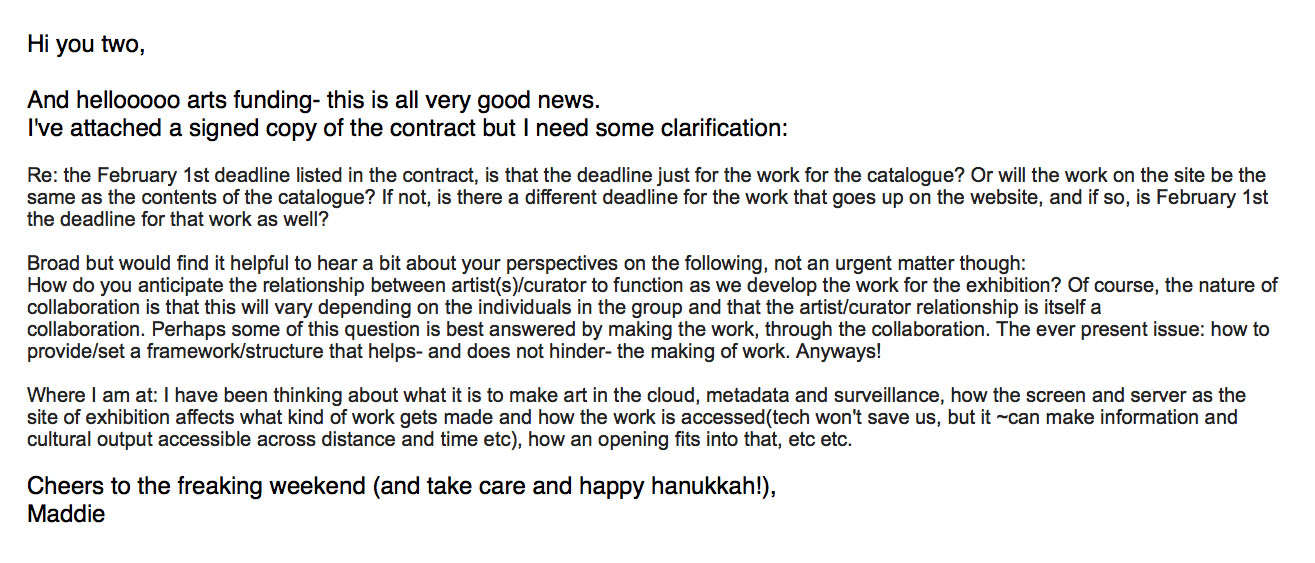 Hi you two,
And hellooooo arts funding- this is all very good news.
I've attached a signed copy of the contract but I need some clarification:
Re: the February 1st deadline listed in the contract, is that the deadline just for the work for the catalogue? Or will the work on the site be the
same as the contents of the catalogue? If not, is there a different deadline for the work that goes up on the website, and if so, is February 1st
the deadline for that work as well?
Broad but would find it helpful to hear a bit about your perspectives on the following, not an urgent matter though:
How do you anticipate the relationship between artist(s)/curator to function as we develop the work for the exhibition? Of course, the nature of
collaboration is that this will vary depending on the individuals in the group and that the artist/curator relationship is itself a
collaboration. Perhaps some of this question is best answered by making the work, through the collaboration. The ever present issue: how to
provide/set a framework/structure that helps- and does not hinder- the making of work. Anyways!
Where I am at: I have been thinking about what it is to make art in the cloud, metadata and surveillance, how the screen and server as the
site of exhibition affects what kind of work gets made and how the work is accessed(tech won't save us, but it ~can make information and
cultural output accessible across distance and time etc), how an opening fits into that, etc etc.
Cheers to the freaking weekend (and take care and happy hanukkah!),
Maddie